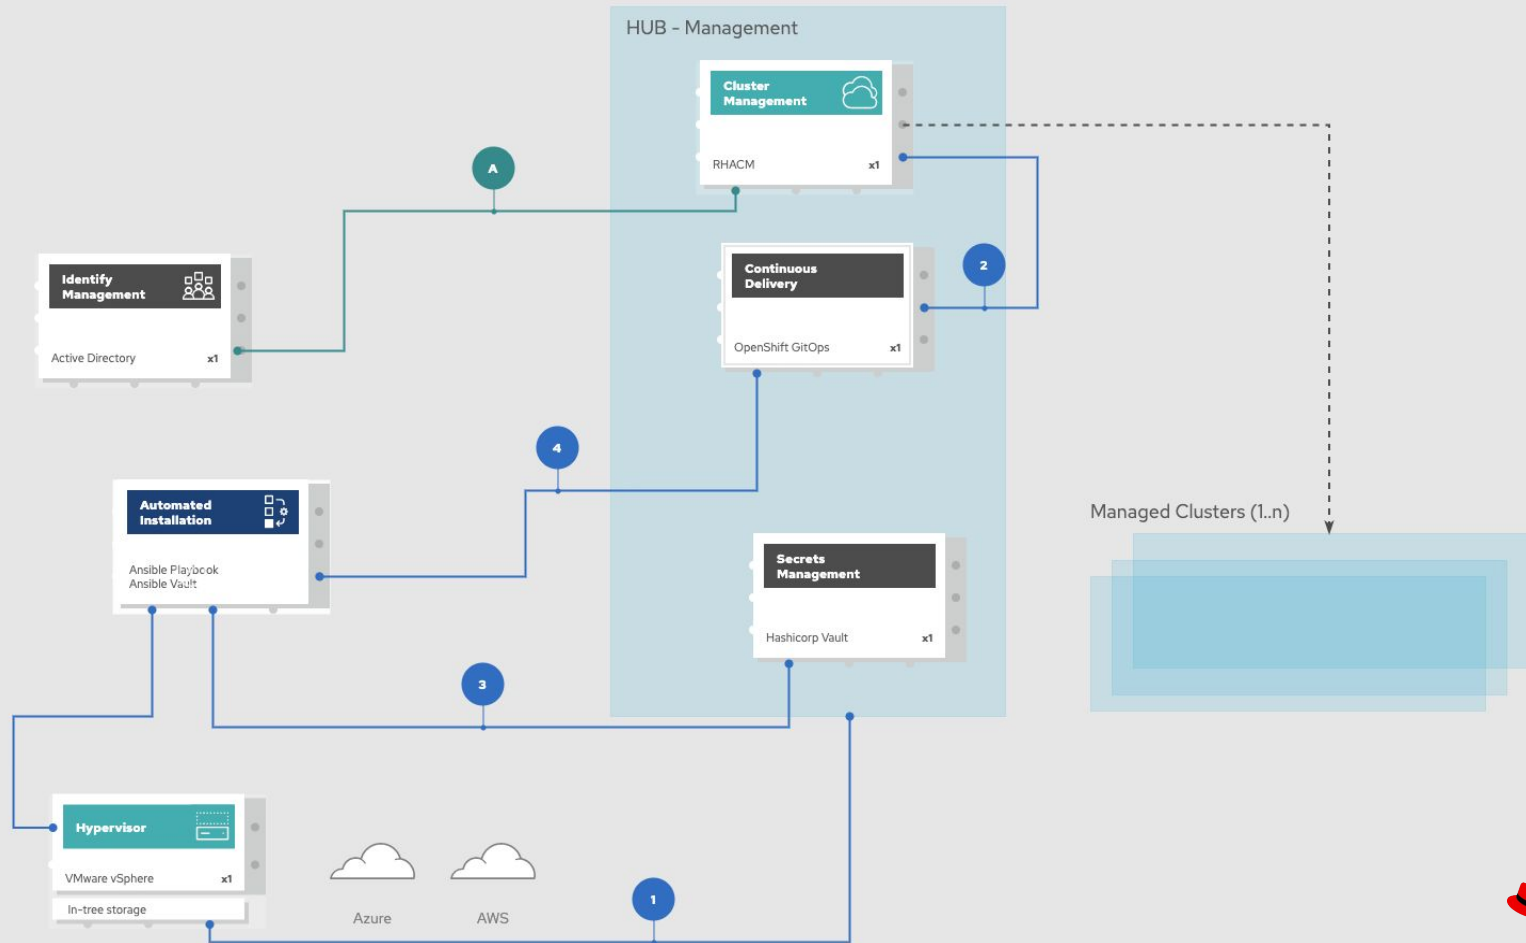 HUB - Management
Cluster
Management
RHACM x1
A
Identify
Management
Active Directory x1
Continuous
Delivery
OpenShift GitOps x1
2
4
Automated
Installation
Ansible Playbook
Ansible Vault
Managed Clusters (1..n)
Secrets
Management
Hashicorp Vault x1
3
Hypervisor
VMware vSphere x1
In-tree storage
Azure
AWS
1